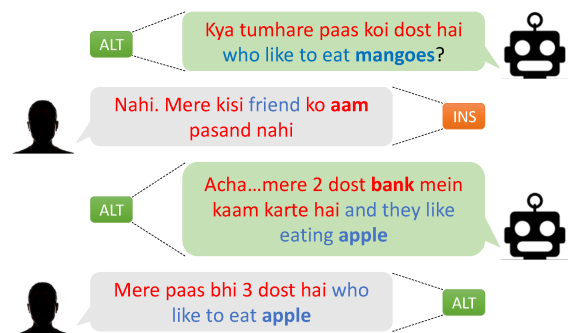 ALT
Kya tumhare paas koi dost hai
who like to eat mangoes?
Nahi. Mere kisi friend ko aam
pasand nahi
INS
ALT
Acha…mere 2 dost bank mein
kaam karte hai and they like
eating apple
Mere paas bhi 3 dost hai who
like to eat apple
ALT